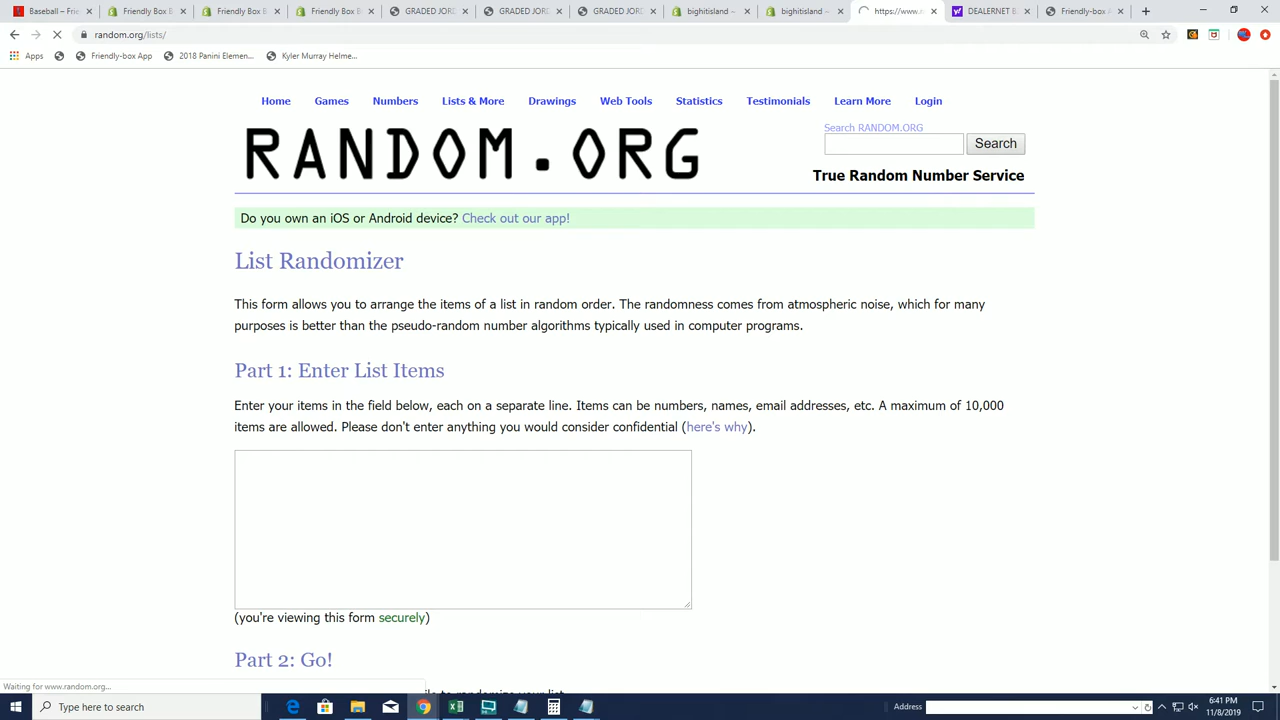 Baseball – Frie
Friendly Box B
Friendly Box B
Friendly Box B
GRADED JORD
GRADED JORD
GRADED JORD
bighitisland –
bighitisland –
https://www.r
DEALERNET B
Friendly-box A
random.org/lists/
Apps
Friendly-box App
2018 Panini Elemen...
Kyler Murray Helme...
Home Games Numbers Lists & More Drawings Web Tools Statistics Testimonials Learn More Login
RANDOM.ORG
Search RANDOM.ORG
Search
True Random Number Service
Do you own an iOS or Android device? Check out our app!
List Randomizer
This form allows you to arrange the items of a list in random order. The randomness comes from atmospheric noise, which for many
purposes is better than the pseudo-random number algorithms typically used in computer programs.
Part 1: Enter List Items
Enter your items in the field below, each on a separate line. Items can be numbers, names, email addresses, etc. A maximum of 10,000
items are allowed. Please don't enter anything you would consider confidential (here's why).
(you're viewing this form securely)
Part 2: Go!
to randomize your list
Waiting for www.random.org...
Type here to search
Address
6:41 PM
11/8/2019